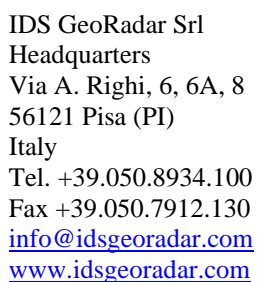 IDS GeoRadar Srl
Headquarters
Via A. Righi, 6, 6A, 8
56121 Pisa (PI)
Italy
Tel. +39.050.8934.100
Fax +39.050.7912.130
info@idsgeoradar.com
www.idsgeoradar.com